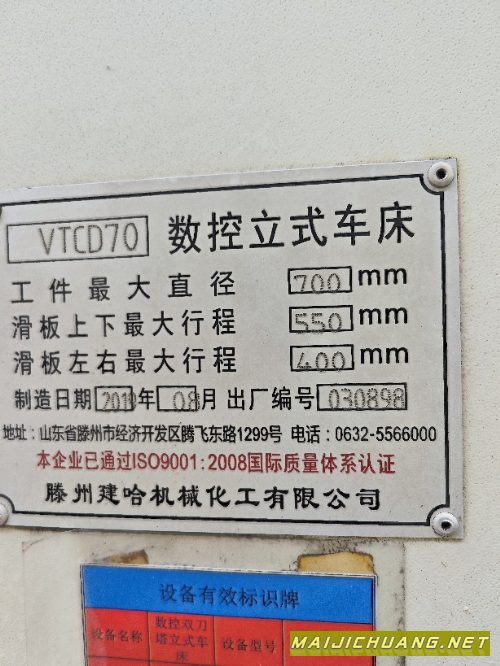 VTCD70 数控立式车床
工件最大直径 700 mm
滑板上下最大行程 550 mm
滑板左右最大行程 400 mm
制造日期 2019年 08月 出厂编号 030898
地址：山东省滕州市经济开发区腾飞东路1299号 电话：0632-5566000
本企业已通过ISO9001:2008国际质量体系认证
滕州建哈机械化工有限公司
设备有效标识牌
设备名称 数控双刀塔立式车床 设备型号
MAIJICHUANG.NET